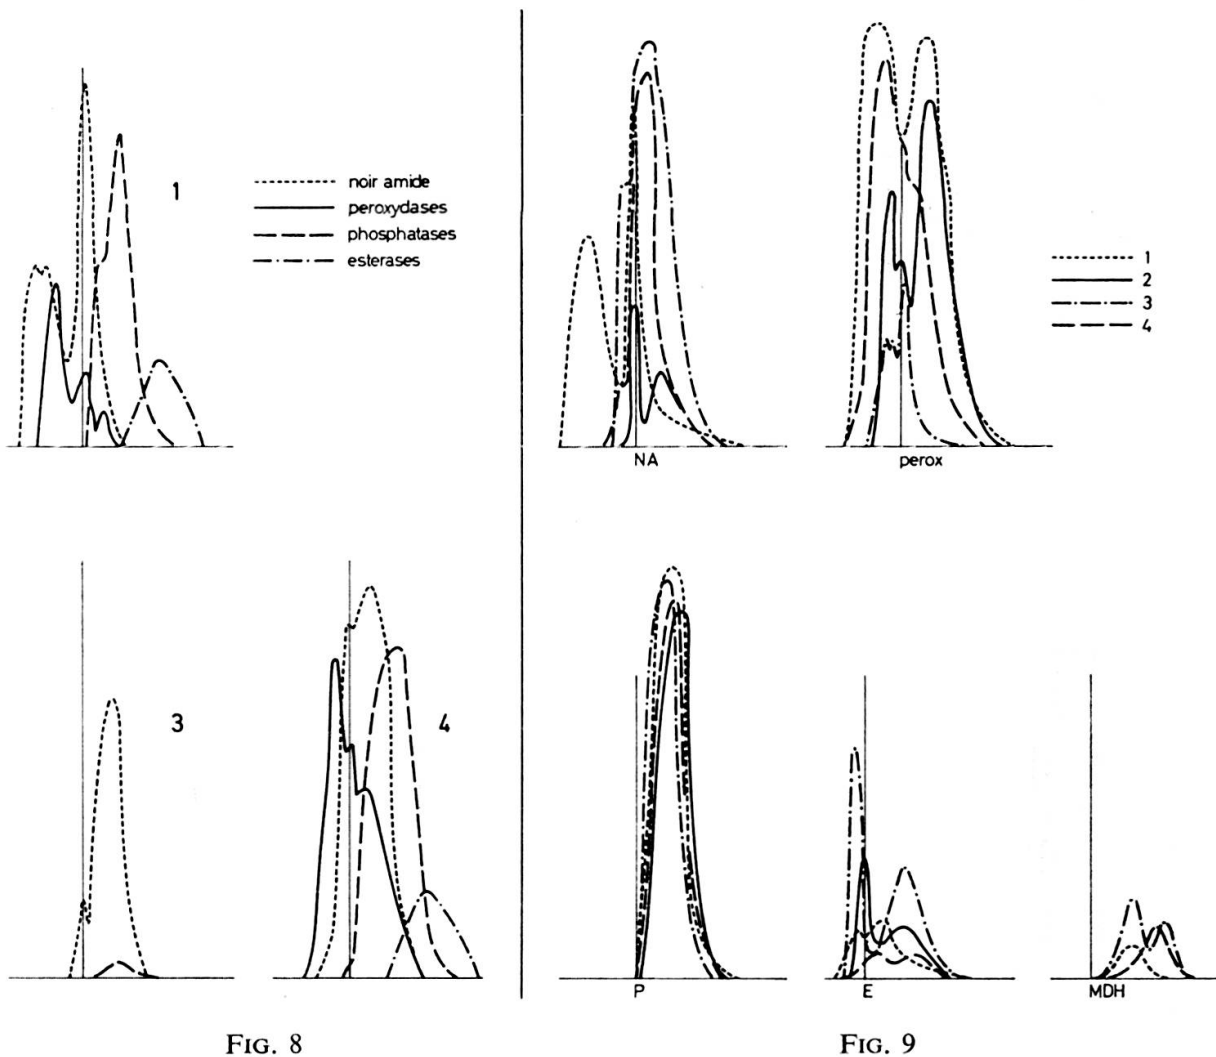 1
noir amide
peroxydases
phosphatases
esterases
NA
perox
1
2
3
4
3
4
P
E
MDH
FIG. 8
FIG. 9